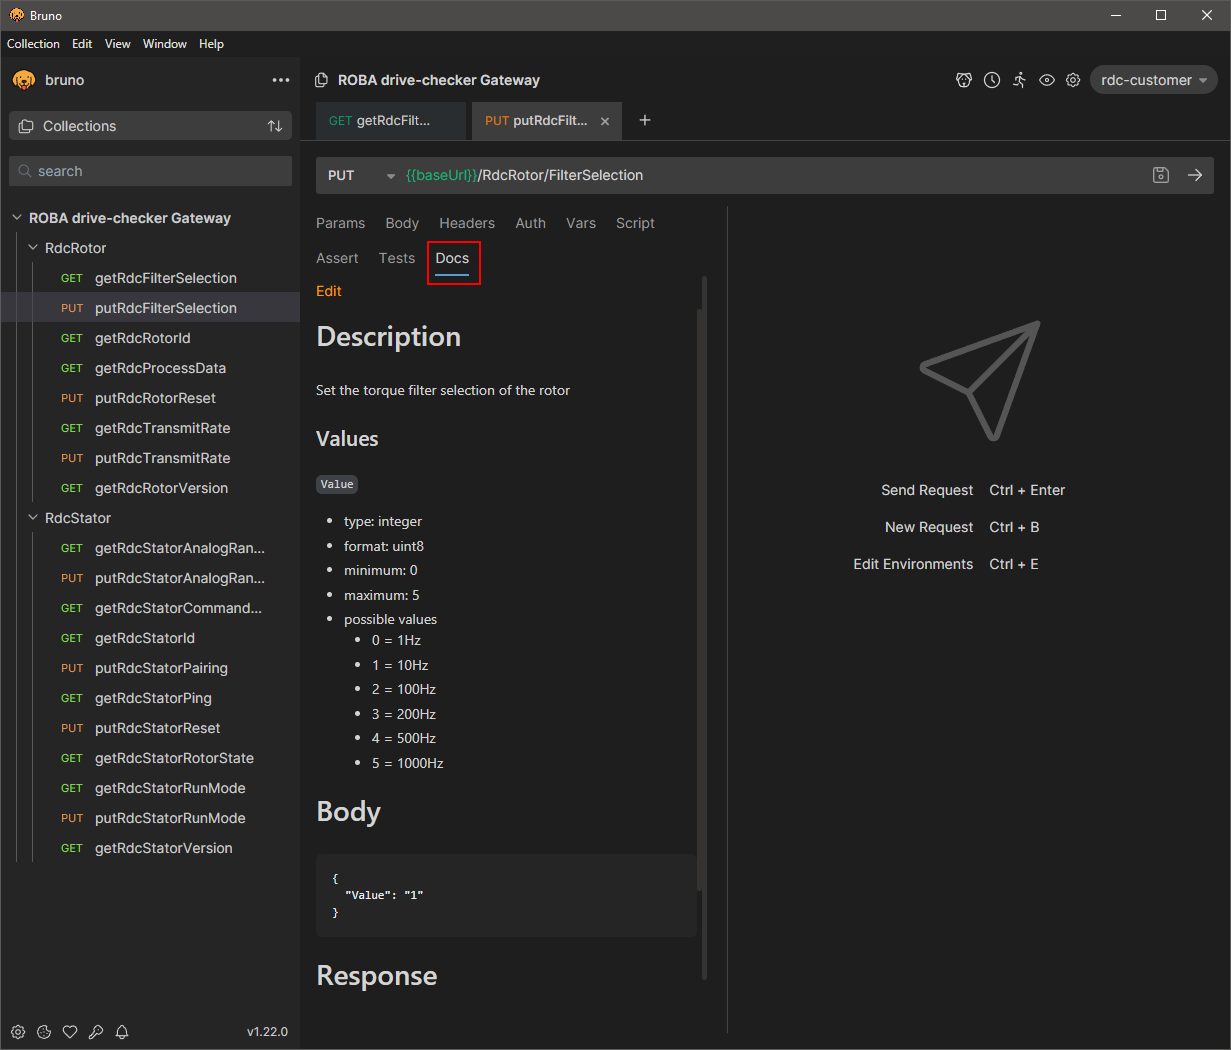 Bruno
Collection Edit View Window Help
bruno
Collections
search
ROBA drive-checker Gateway
RdcRotor
GET getRdcFilterSelection
PUT putRdcFilterSelection
GET getRdcRotorId
GET getRdcProcessData
PUT putRdcRotorReset
GET getRdcTransmitRate
PUT putRdcTransmitRate
GET getRdcRotorVersion
RdcStator
GET getRdcStatorAnalogRan...
PUT putRdcStatorAnalogRan...
GET getRdcStatorCommand...
GET getRdcStatorId
PUT putRdcStatorPairing
GET getRdcStatorPing
PUT putRdcStatorReset
GET getRdcStatorRotorState
GET getRdcStatorRunMode
PUT putRdcStatorRunMode
GET getRdcStatorVersion
v1.22.0
ROBA drive-checker Gateway
rdc-customer
GET getRdcFilt... PUT putRdcFilt...
PUT {{baseUrl}}/RdcRotor/FilterSelection
Params Body Headers Auth Vars Script
Assert Tests Docs
Edit
Description
Set the torque filter selection of the rotor
Values
Value
type: integer
format: uint8
minimum: 0
maximum: 5
possible values
0 = 1Hz
1 = 10Hz
2 = 100Hz
3 = 200Hz
4 = 500Hz
5 = 1000Hz
Body
{
"Value": "1"
}
Response
Send Request Ctrl + Enter
New Request Ctrl + B
Edit Environments Ctrl + E